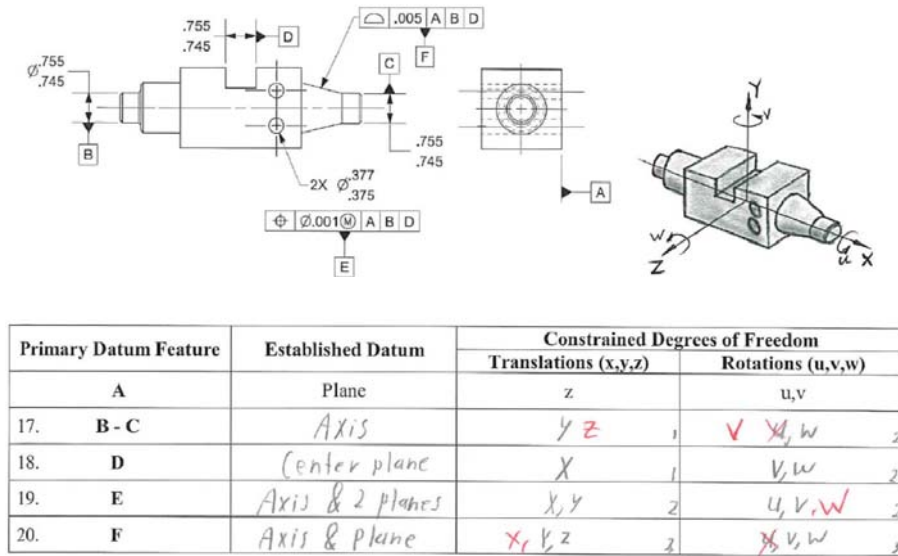 .755
.745
D
⌓ .005 A B D
F
C
Ø.755
.745
B
.755
.745
2X Ø.377
.375
A
⌖ Ø.001Ⓜ A B D
E
Y
v
w
Z
u
X
Primary Datum Feature Established Datum Constrained Degrees of Freedom
Translations (x,y,z) Rotations (u,v,w)
A Plane z u,v
17. B - C Axis Y Z 1 V u, w 2
18. D Center plane X 1 V, w 2
19. E Axis & 2 planes X, Y 2 u, v, W
20. F Axis & Plane X, Y, Z 3 v, w